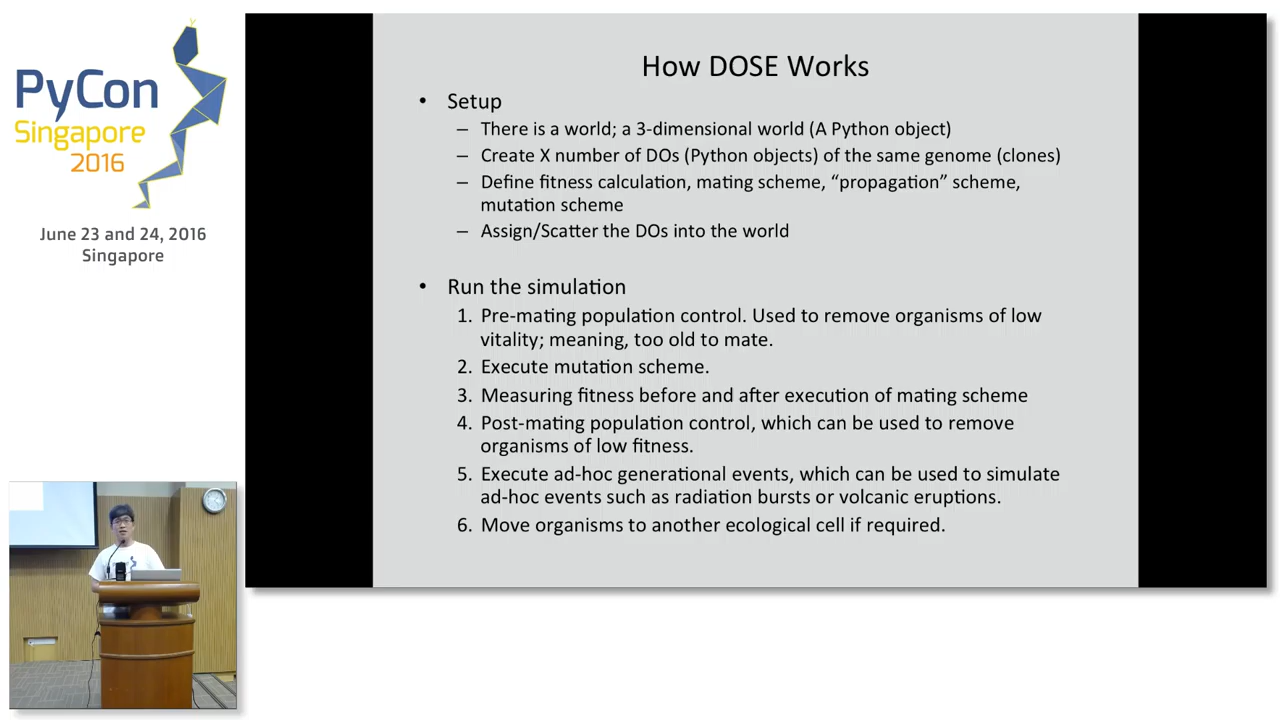 PyCon
Singapore
2016
June 23 and 24, 2016
Singapore
How DOSE Works
• Setup
– There is a world; a 3-dimensional world (A Python object)
– Create X number of DOs (Python objects) of the same genome (clones)
– Define fitness calculation, mating scheme, “propagation” scheme,
mutation scheme
– Assign/Scatter the DOs into the world
• Run the simulation
1. Pre-mating population control. Used to remove organisms of low
vitality; meaning, too old to mate.
2. Execute mutation scheme.
3. Measuring fitness before and after execution of mating scheme
4. Post-mating population control, which can be used to remove
organisms of low fitness.
5. Execute ad-hoc generational events, which can be used to simulate
ad-hoc events such as radiation bursts or volcanic eruptions.
6. Move organisms to another ecological cell if required.